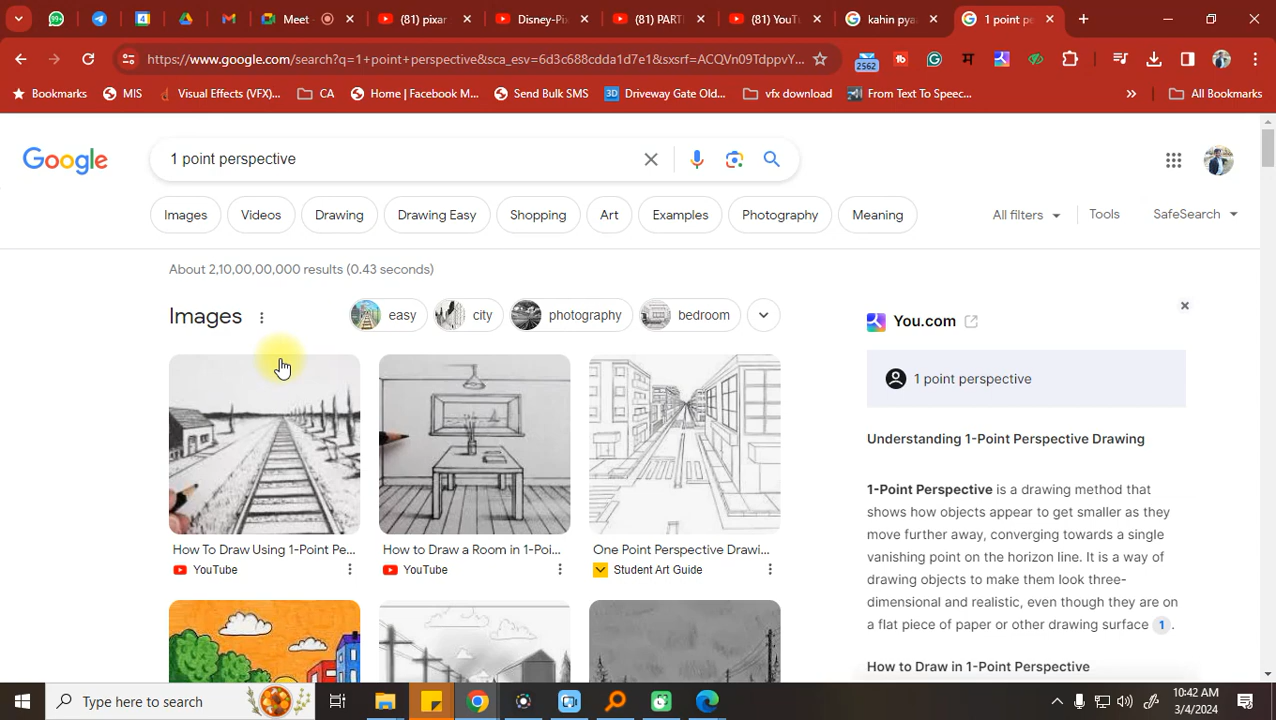 Meet
(81) pixar
Disney-Pix
(81) PART
(81) YouT
kahin pya
1 point pe
https://www.google.com/search?q=1+point+perspective&sca_esv=6d3c688cdda1d7e1&sxsrf=ACQVn09TdppvY...
2562
Bookmarks
MIS
Visual Effects (VFX)...
CA
Home | Facebook M...
Send Bulk SMS
Driveway Gate Old...
vfx download
From Text To Speec...
All Bookmarks
Google
1 point perspective
Images
Videos
Drawing
Drawing Easy
Shopping
Art
Examples
Photography
Meaning
All filters
Tools
SafeSearch
About 2,10,00,00,000 results (0.43 seconds)
Images
easy
city
photography
bedroom
How To Draw Using 1-Point Pe...
YouTube
How to Draw a Room in 1-Poi...
YouTube
One Point Perspective Drawi...
Student Art Guide
You.com
1 point perspective
Understanding 1-Point Perspective Drawing
1-Point Perspective is a drawing method that
shows how objects appear to get smaller as they
move further away, converging towards a single
vanishing point on the horizon line. It is a way of
drawing objects to make them look three-
dimensional and realistic, even though they are on
a flat piece of paper or other drawing surface 1 .
How to Draw in 1-Point Perspective
Type here to search
10:42 AM
3/4/2024